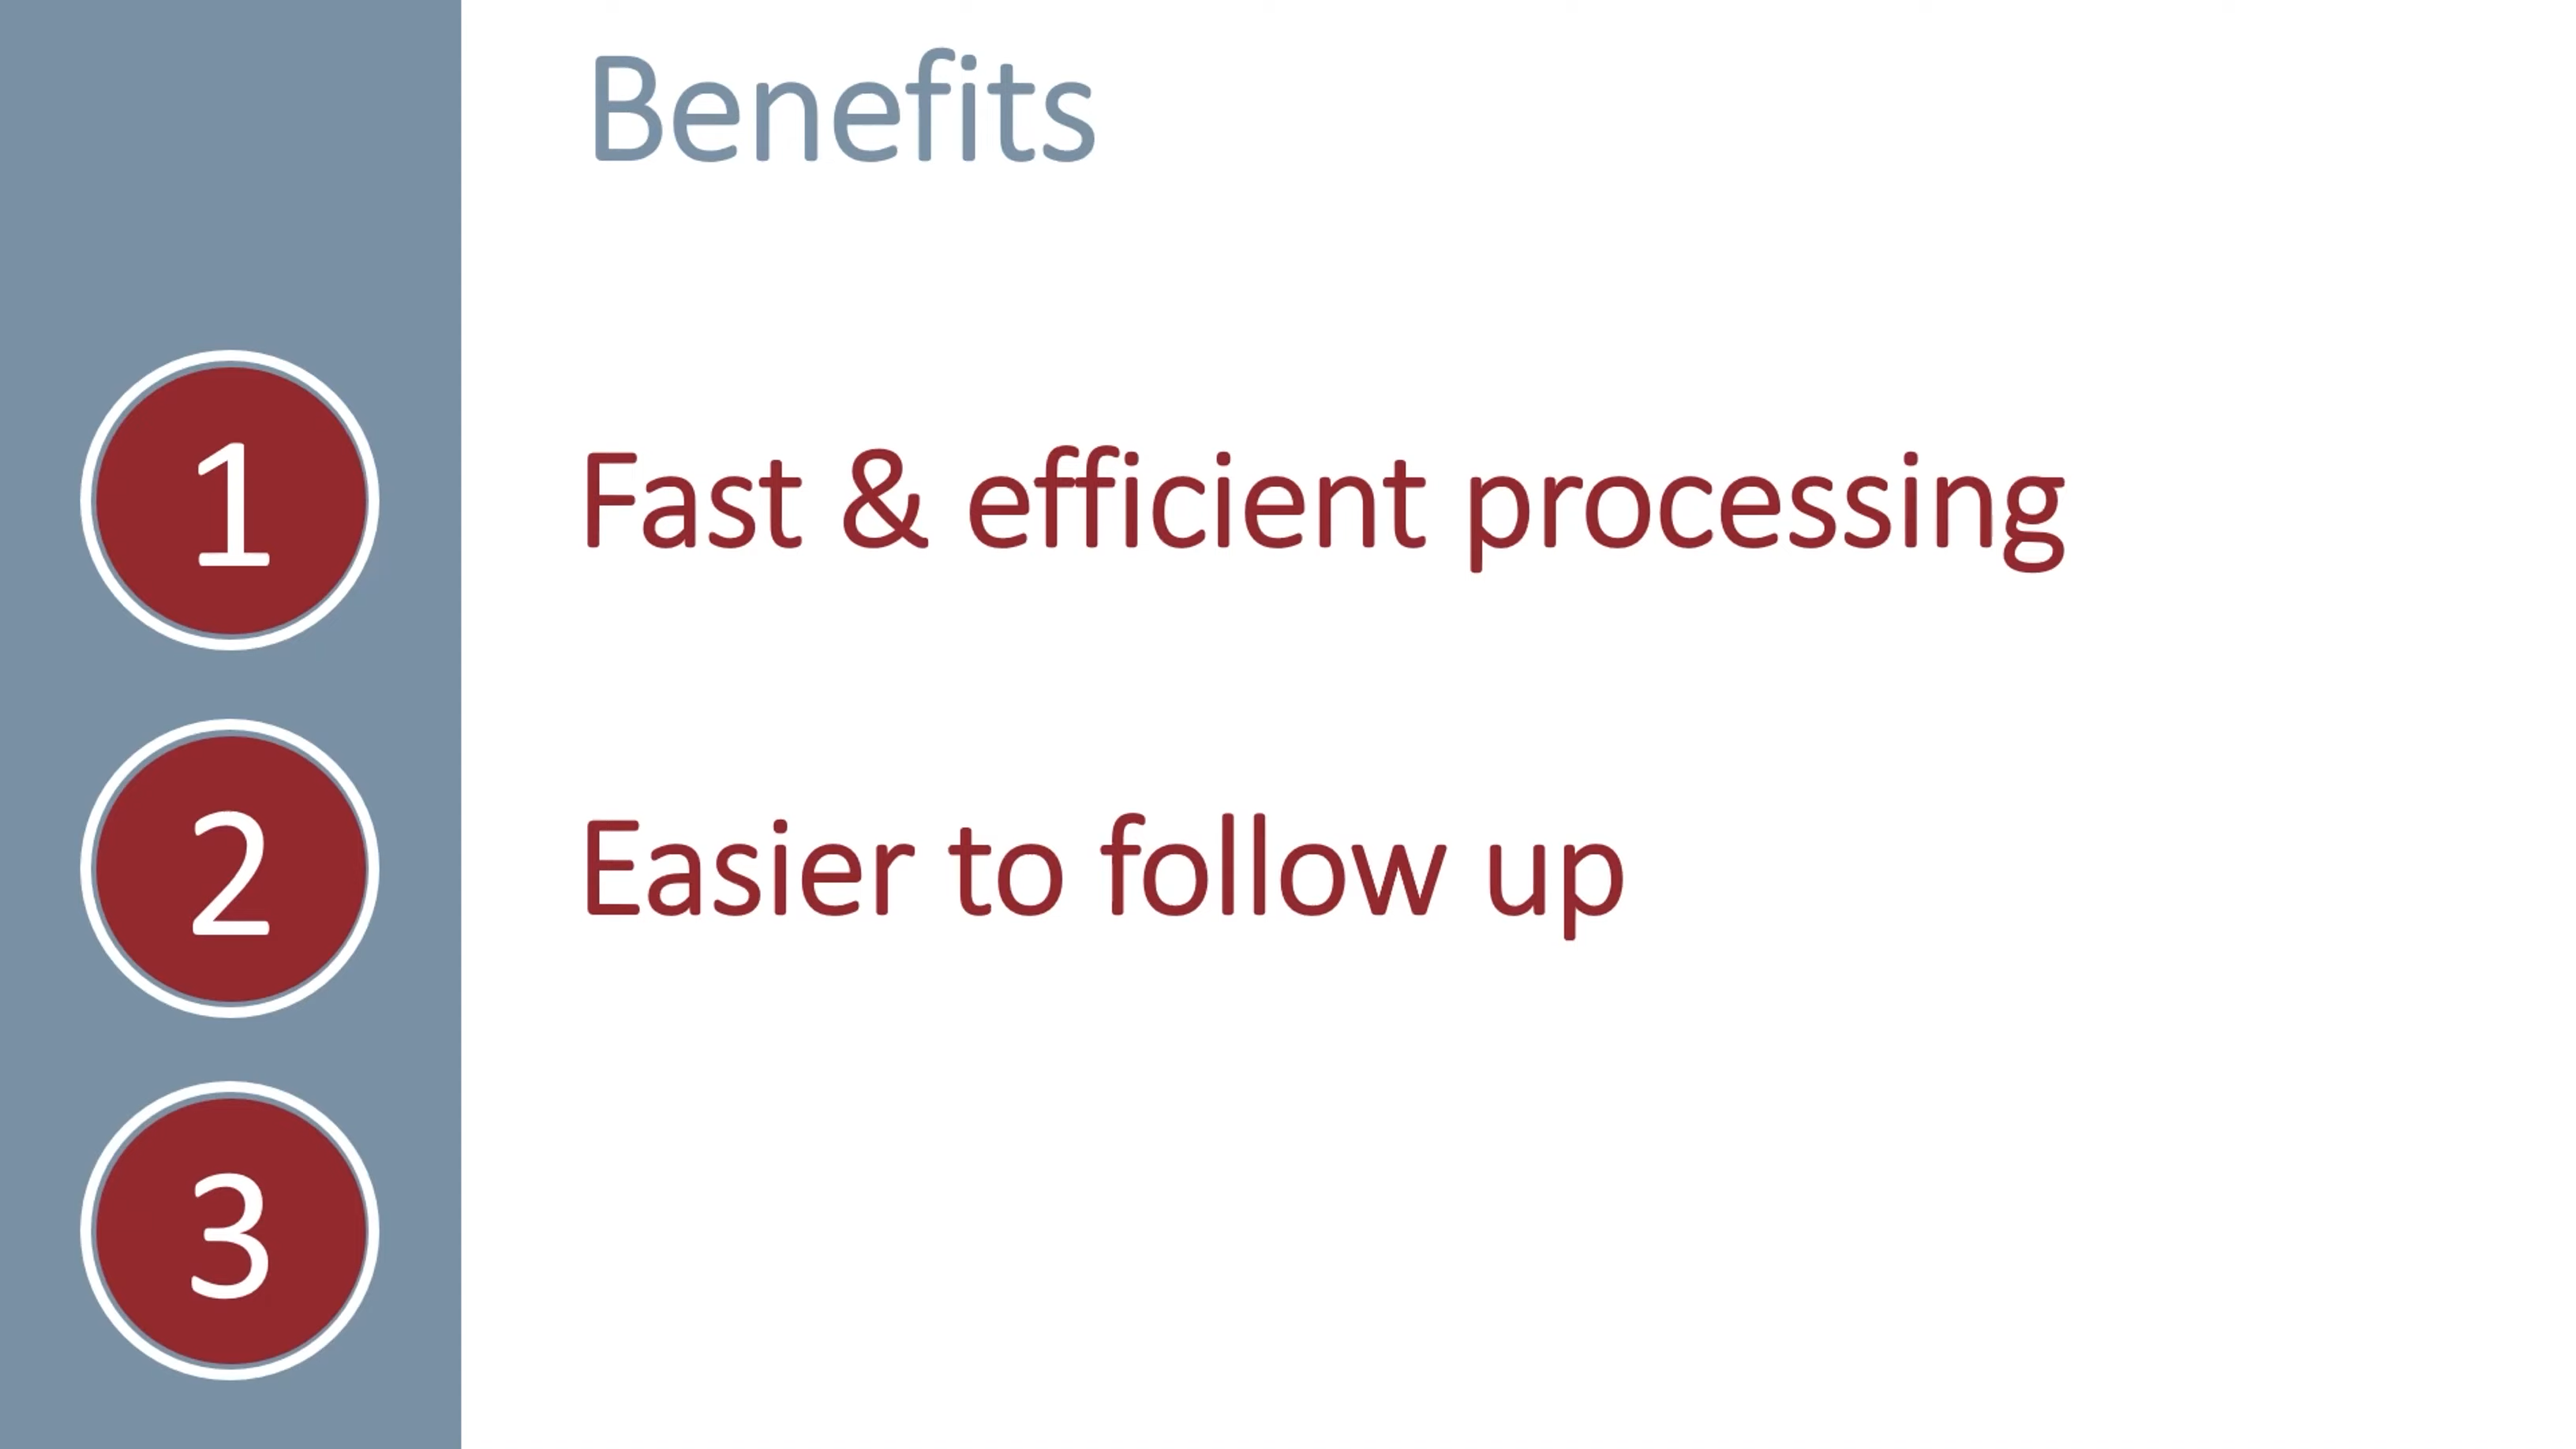 Benefits
1 Fast & efficient processing
2 Easier to follow up
3